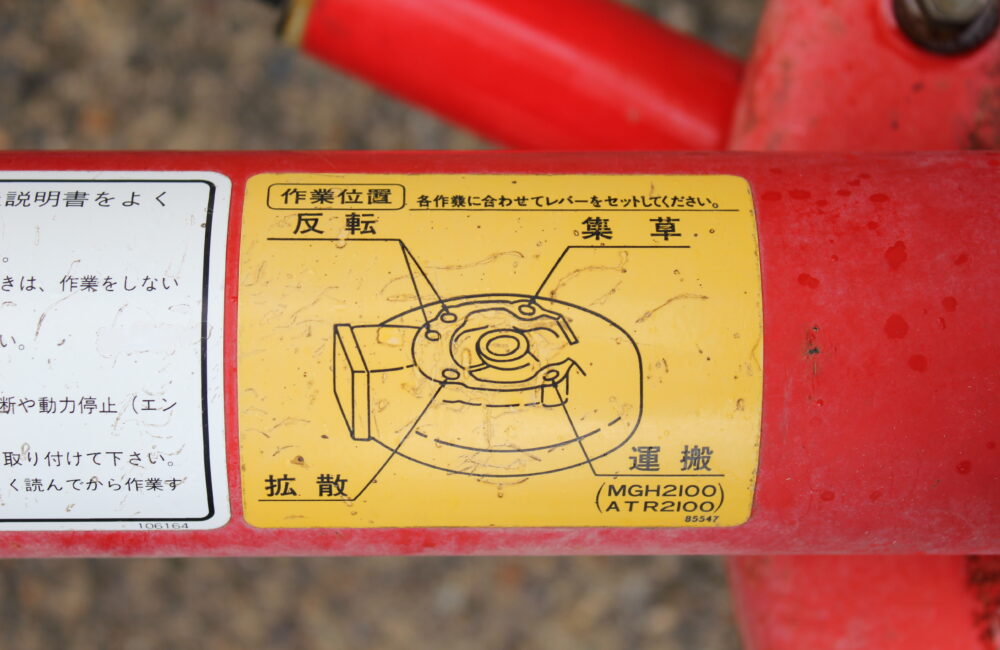 説明書をよく
。
きは、作業をしない
い。
断や動力停止（エン
取り付けて下さい。
く読んでから作業す
106164
作業位置
各作業に合わせてレバーをセットしてください。
反転
集草
拡散
運搬
(MGH2100
ATR2100)
85547